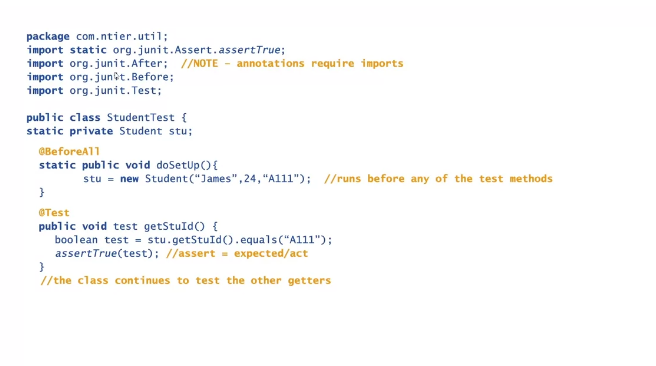 package com.ntier.util;
import static org.junit.Assert.assertTrue;
import org.junit.After; //NOTE - annotations require imports
import org.junit.Before;
import org.junit.Test;
public class StudentTest {
static private Student stu;
@BeforeAll
static public void doSetUp(){
stu = new Student(“James”,24,“A111”); //runs before any of the test methods
}
@Test
public void test getStuId() {
boolean test = stu.getStuId().equals(“A111”);
assertTrue(test); //assert = expected/act
}
//the class continues to test the other getters